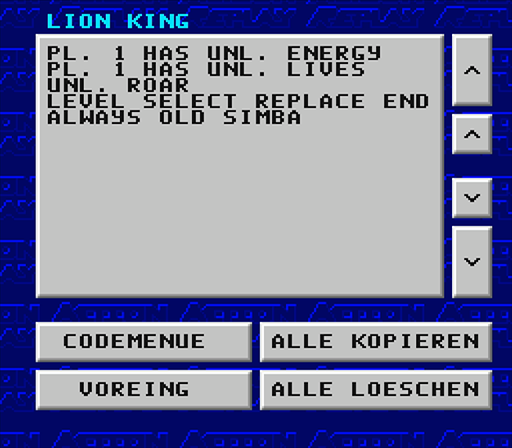 LION KING
PL. 1 HAS UNL. ENERGY
PL. 1 HAS UNL. LIVES
UNL. ROAR
LEVEL SELECT REPLACE END
ALWAYS OLD SIMBA
CODEMENUE
ALLE KOPIEREN
VOREING
ALLE LOESCHEN